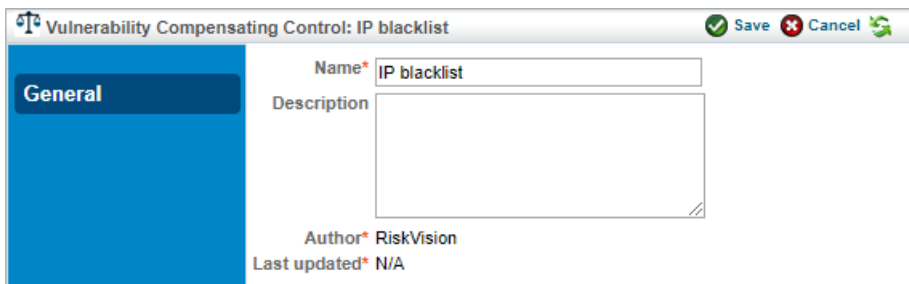 Vulnerability Compensating Control: IP blacklist Save Cancel
General
Name* IP blacklist
Description
Author* RiskVision
Last updated* N/A